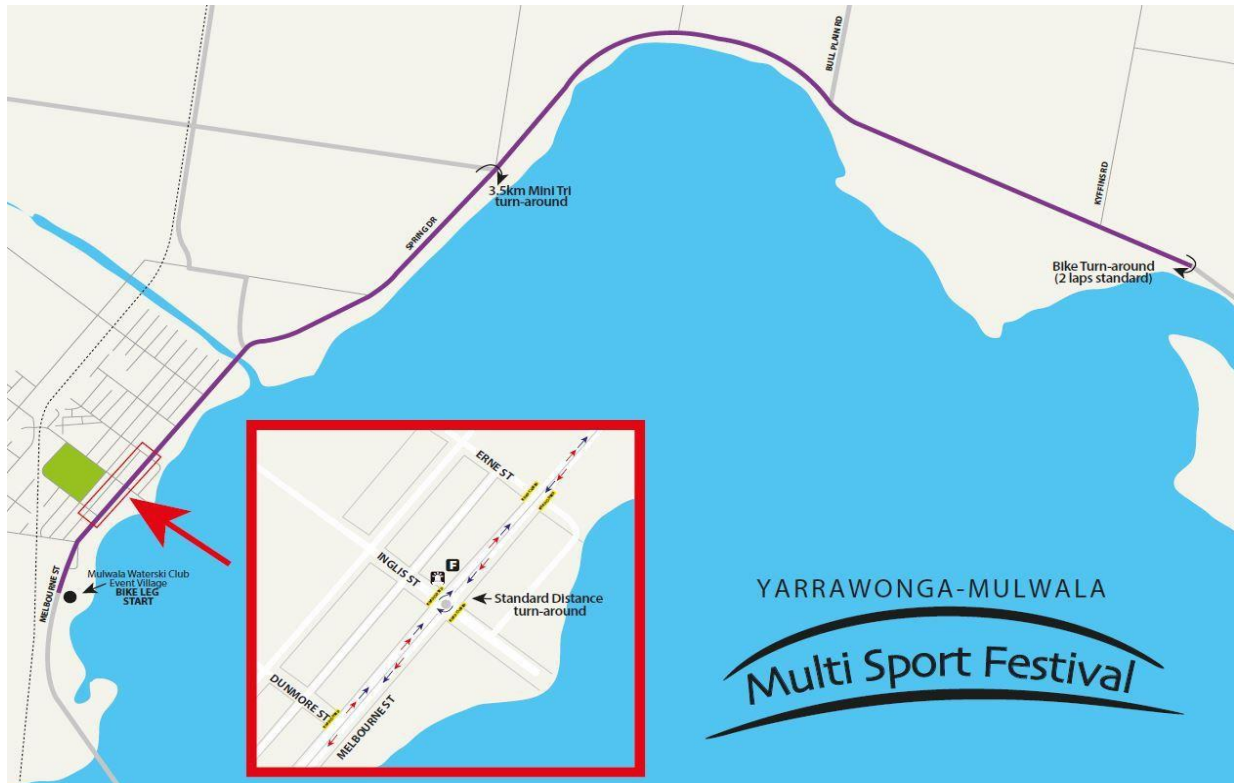 BULL PLAIN RD
KYFFINS RD
3.5km Mini Tri
turn-around
SPRING DR
Bike Turn-around
(2 laps standard)
MELBOURNE ST
Mulwala Waterski Club
Event Village
BIKE LEG
START
ERNE ST
INGLIS ST
F
Standard Distance
turn-around
DUNMORE ST
MELBOURNE ST
YARRAWONGA-MULWALA
Multi Sport Festival